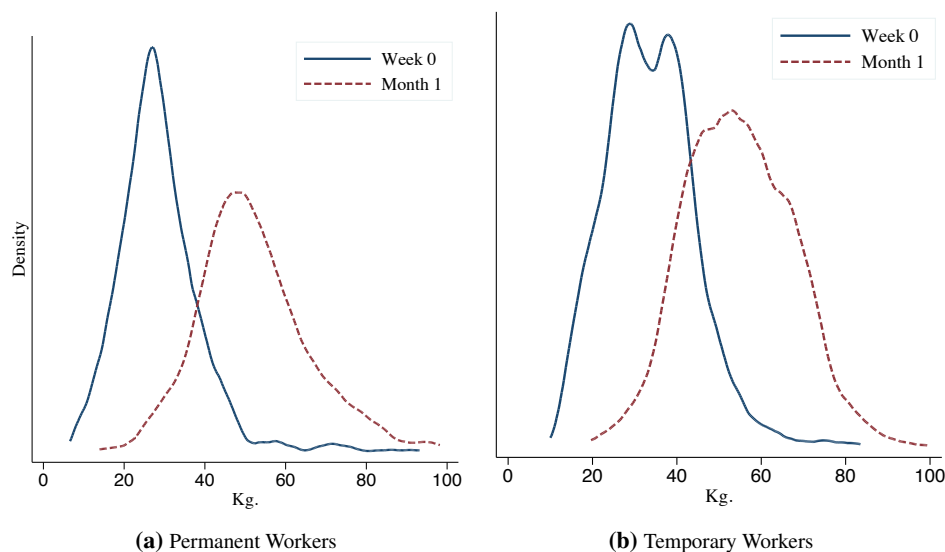 Week 0
Month 1
Density
0 20 40 60 80 100
Kg.
(a) Permanent Workers
Week 0
Month 1
0 20 40 60 80 100
Kg.
(b) Temporary Workers